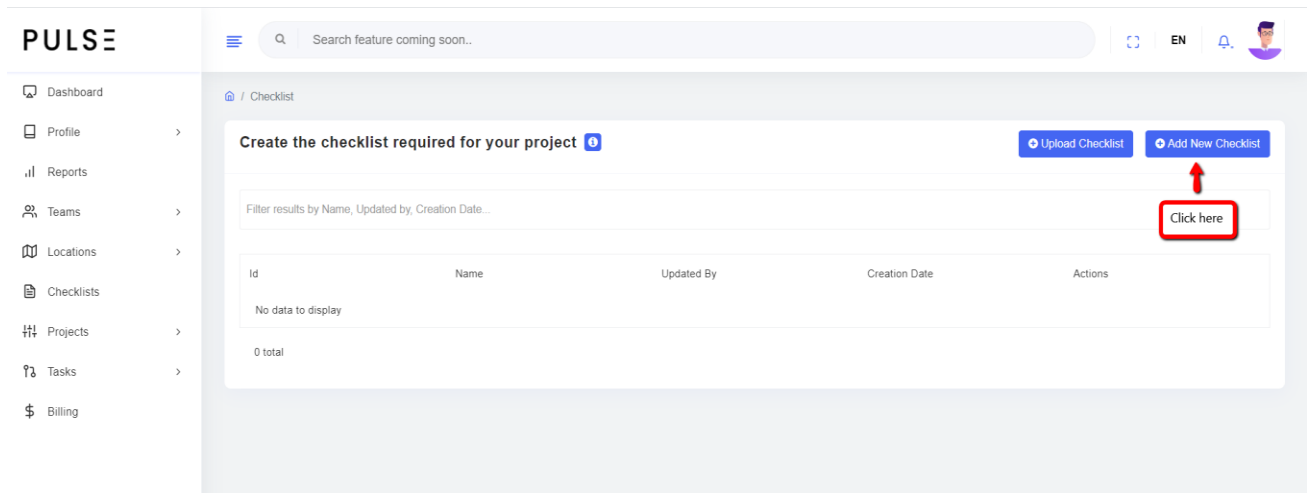 PULSE
Search feature coming soon..
EN
Dashboard
Profile
Reports
Teams
Locations
Checklists
Projects
Tasks
Billing
/ Checklist
Create the checklist required for your project
Upload Checklist
Add New Checklist
Click here
Filter results by Name, Updated by, Creation Date...
Id Name Updated By Creation Date Actions
No data to display
0 total